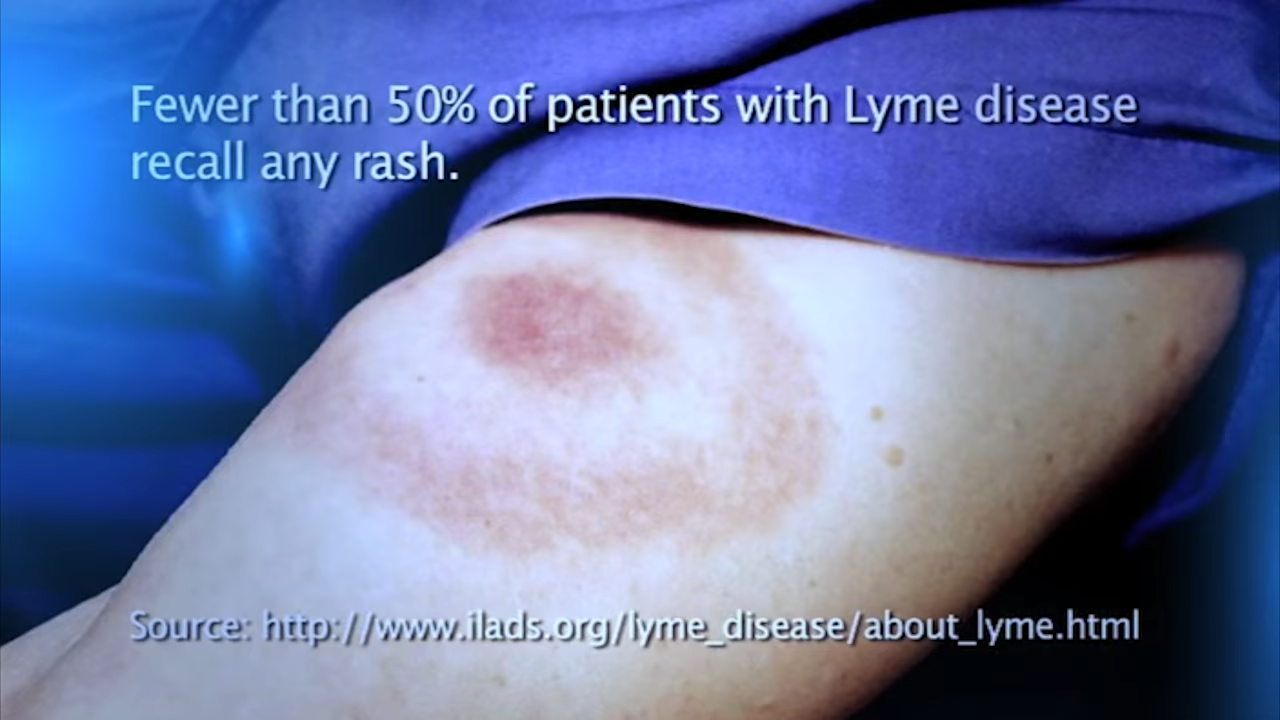 Fewer than 50% of patients with Lyme disease
recall any rash.
Source: http://www.ilads.org/lyme_disease/about_lyme.html